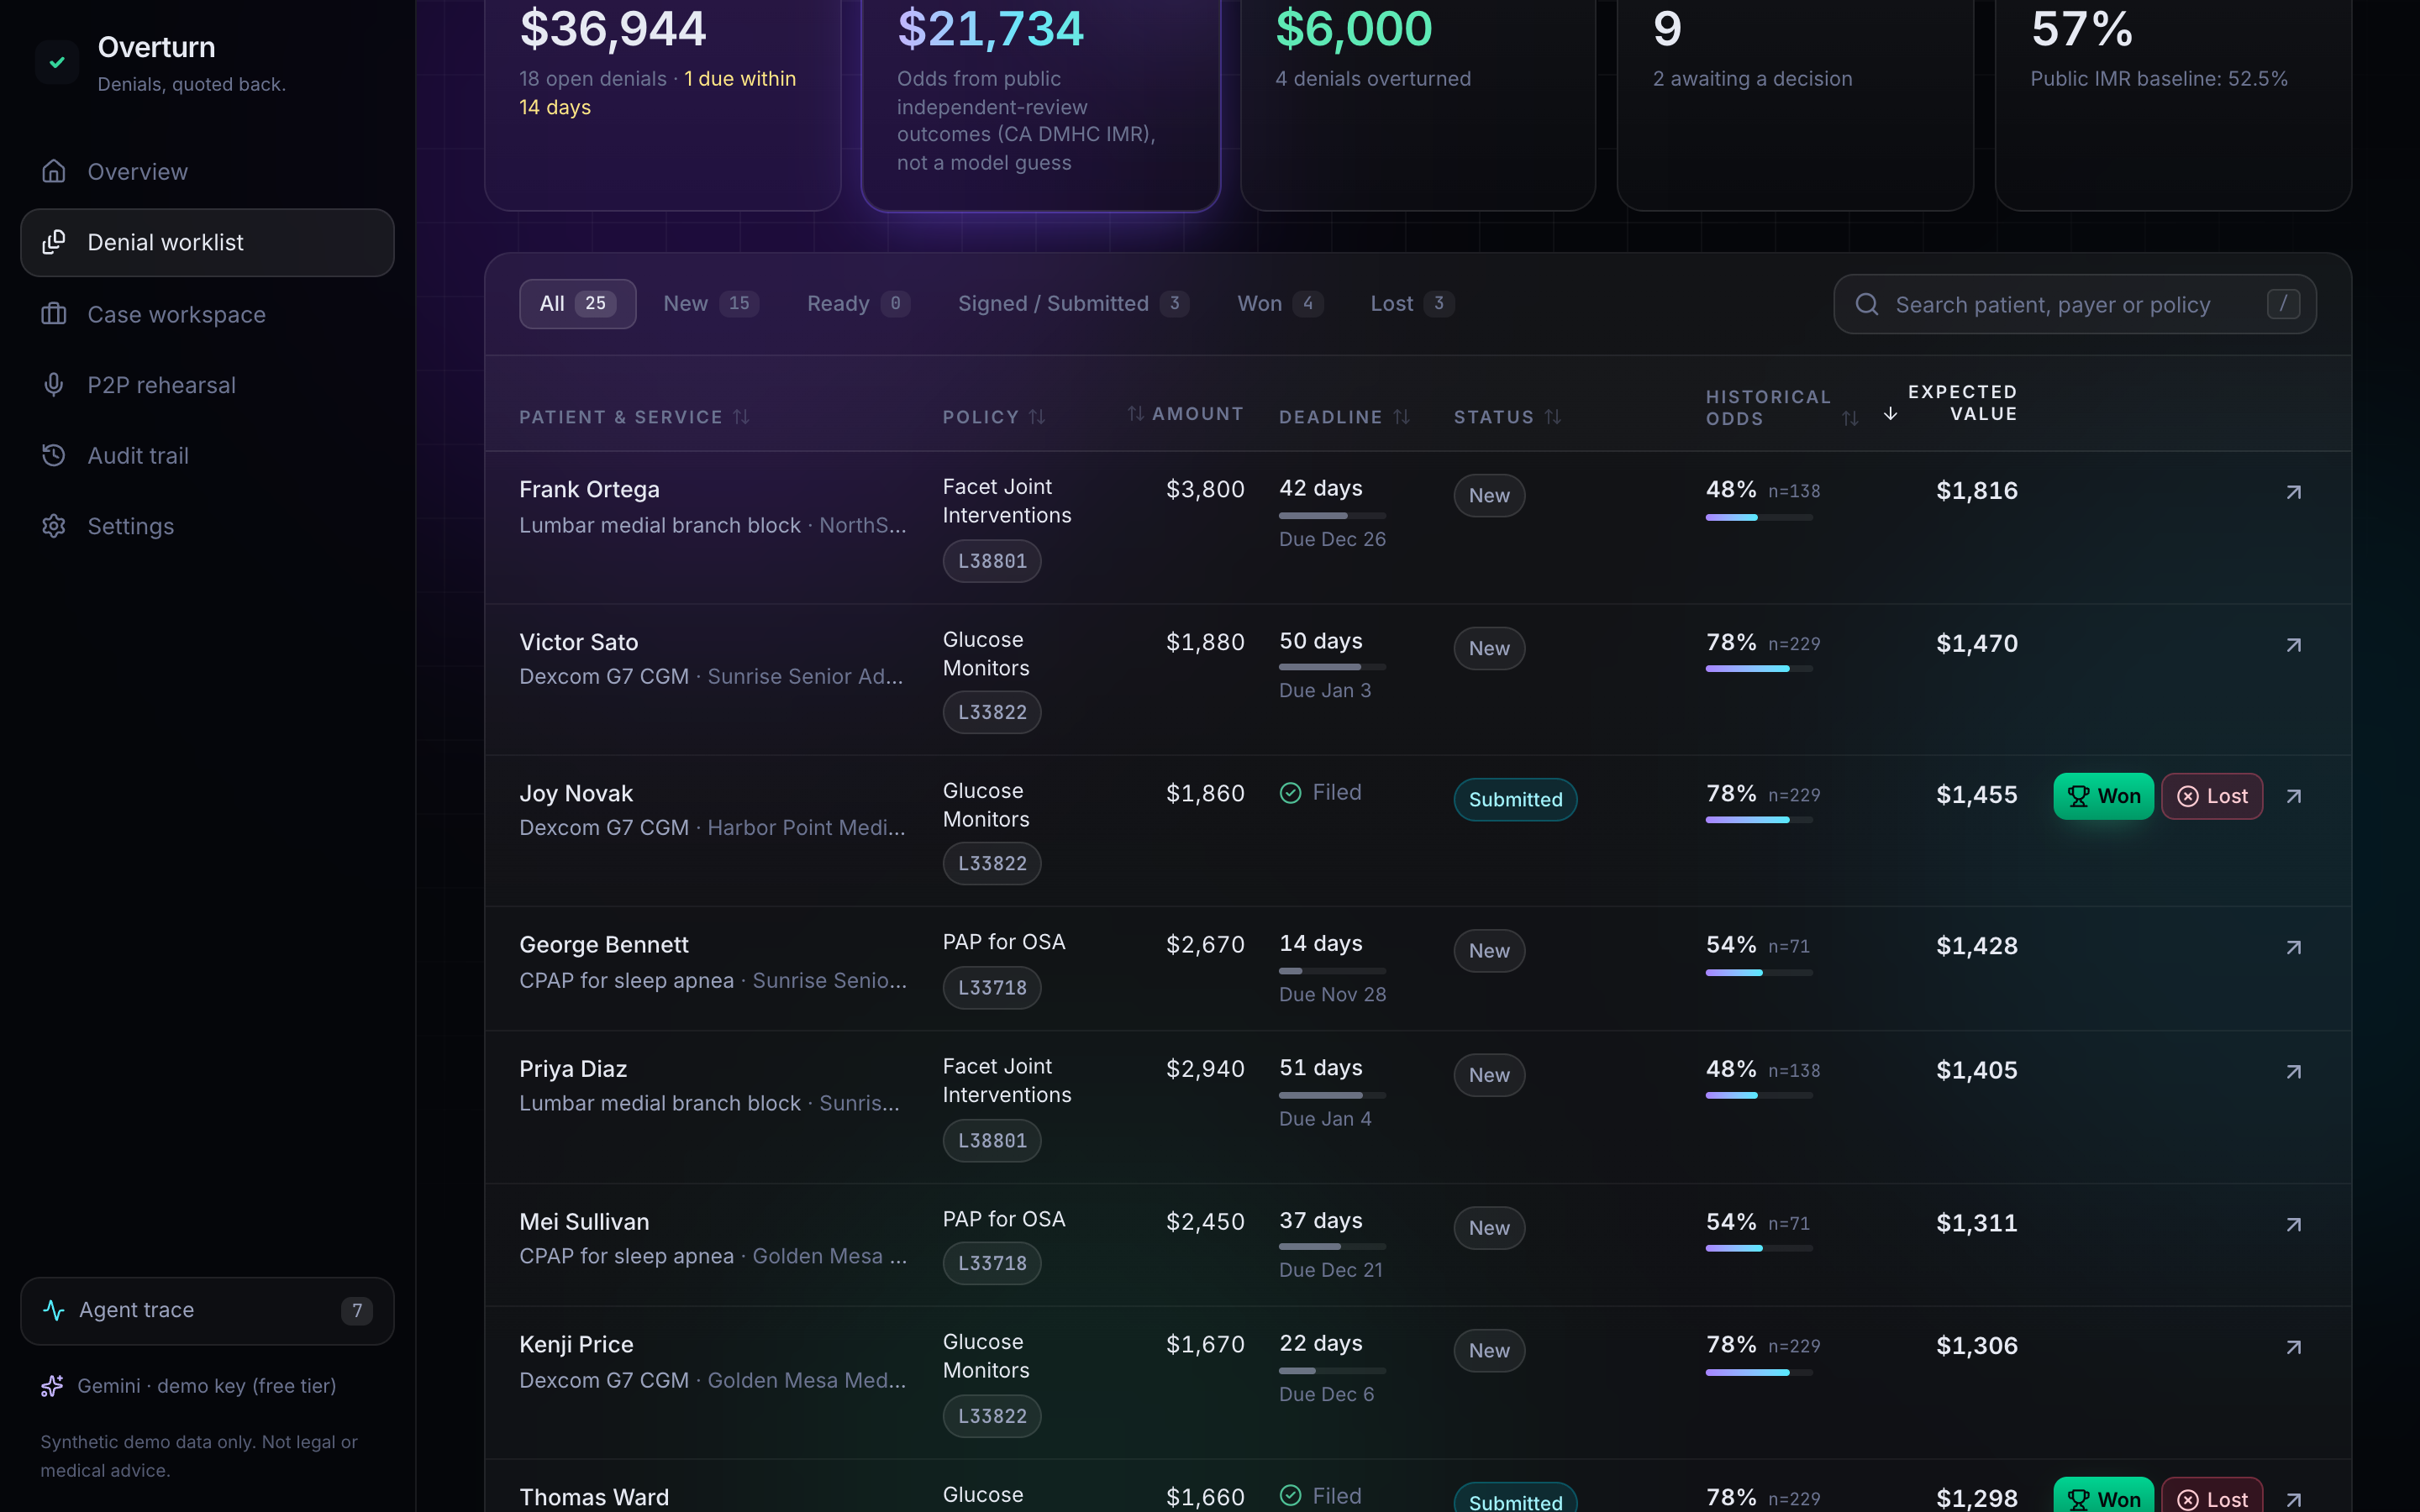 Overturn
Denials, quoted back.
Overview
Denial worklist
Case workspace
P2P rehearsal
Audit trail
Settings
Agent trace 7
Gemini · demo key (free tier)
Synthetic demo data only. Not legal or
medical advice.
$36,944
18 open denials · 1 due within
14 days
$21,734
Odds from public
independent-review
outcomes (CA DMHC IMR),
not a model guess
$6,000
4 denials overturned
9
2 awaiting a decision
57%
Public IMR baseline: 52.5%
All 25 New 15 Ready 0 Signed / Submitted 3 Won 4 Lost 3
Search patient, payer or policy /
PATIENT & SERVICE POLICY AMOUNT DEADLINE STATUS HISTORICAL ODDS EXPECTED VALUE
Frank Ortega
Lumbar medial branch block · NorthS...
Facet Joint
Interventions
L38801
$3,800
42 days
Due Dec 26
New
48% n=138
$1,816
Victor Sato
Dexcom G7 CGM · Sunrise Senior Ad...
Glucose
Monitors
L33822
$1,880
50 days
Due Jan 3
New
78% n=229
$1,470
Joy Novak
Dexcom G7 CGM · Harbor Point Medi...
Glucose
Monitors
L33822
$1,860
Filed
Submitted
78% n=229
$1,455
Won
Lost
George Bennett
CPAP for sleep apnea · Sunrise Senio...
PAP for OSA
L33718
$2,670
14 days
Due Nov 28
New
54% n=71
$1,428
Priya Diaz
Lumbar medial branch block · Sunris...
Facet Joint
Interventions
L38801
$2,940
51 days
Due Jan 4
New
48% n=138
$1,405
Mei Sullivan
CPAP for sleep apnea · Golden Mesa ...
PAP for OSA
L33718
$2,450
37 days
Due Dec 21
New
54% n=71
$1,311
Kenji Price
Dexcom G7 CGM · Golden Mesa Med...
Glucose
Monitors
L33822
$1,670
22 days
Due Dec 6
New
78% n=229
$1,306
Thomas Ward
Glucose
$1,660
Filed
Submitted
78% n=229
$1,298
Won
Lost